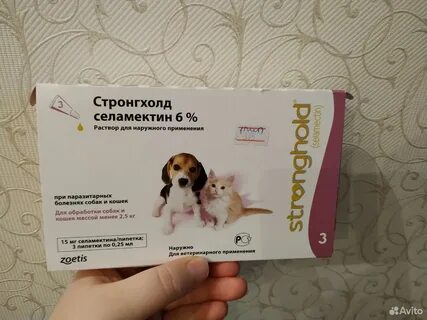 3
Стронгхолд
селамектин 6 %
Раствор для наружного применения
при паразитарных
болезнях собак и кошек
Для обработки собак и
кошек массой менее 2,5 кг
15 мг селамектина/пипетка;
3 пипетки по 0,25 мл
zoetis
Наружно
Для ветеринарного применения
stronghold®
(selamectin)
3
Avito